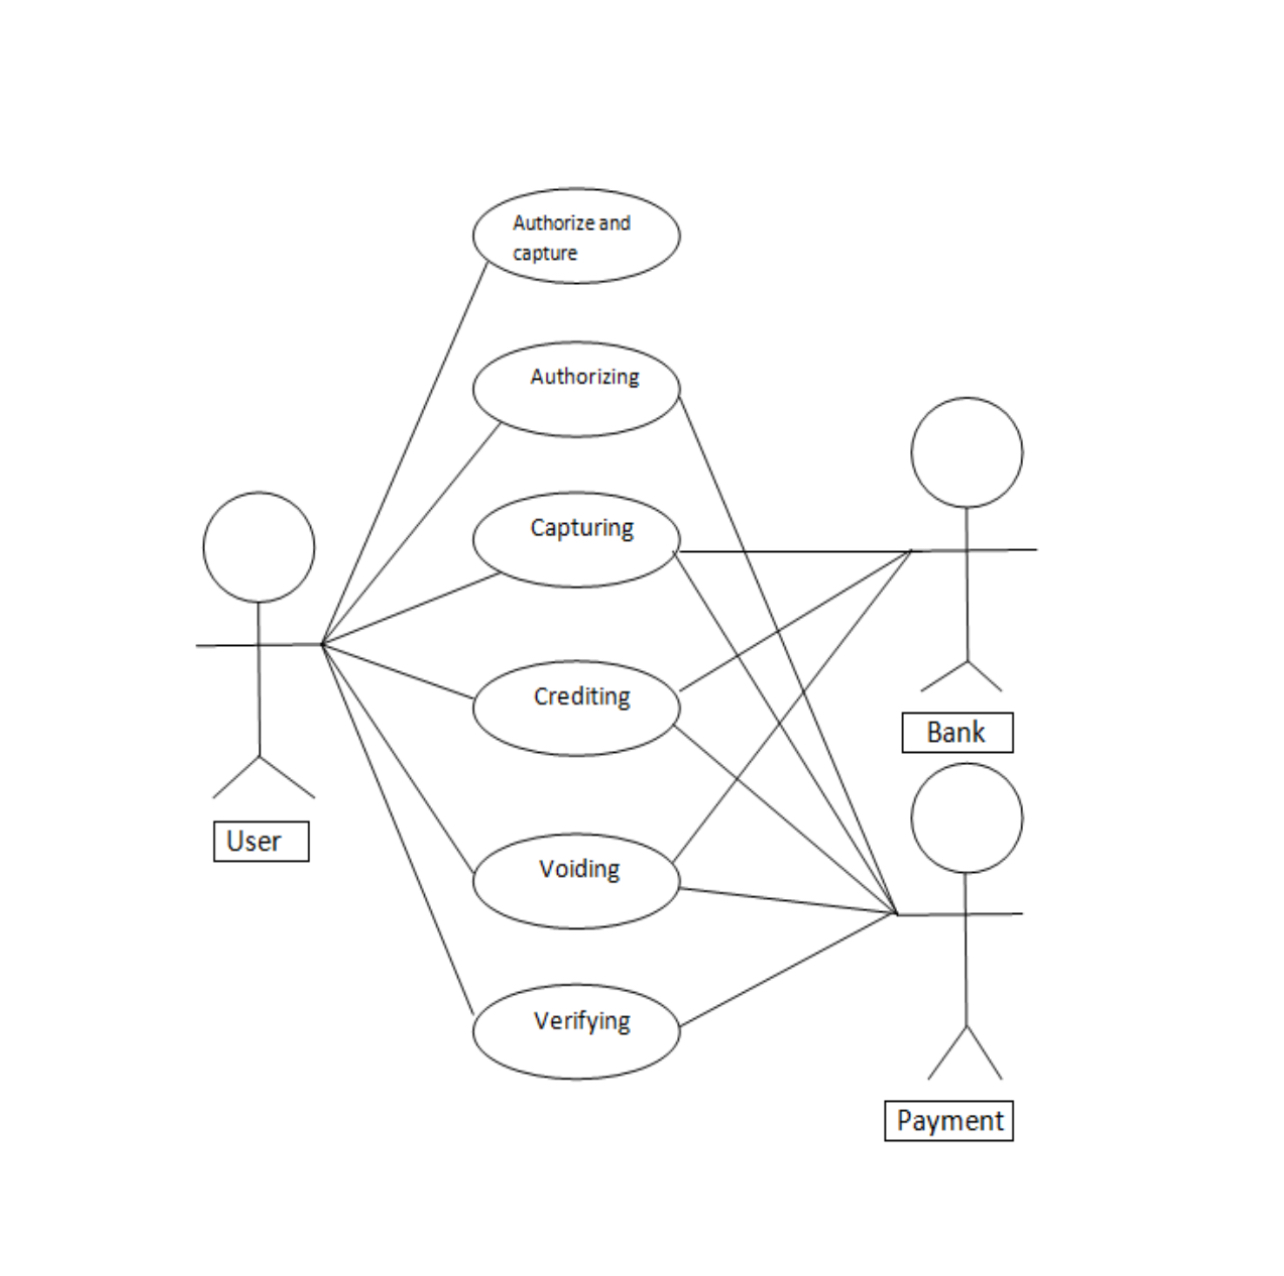 Authorize and
capture
Authorizing
Capturing
Crediting
Bank
User
Voiding
Verifying
Payment